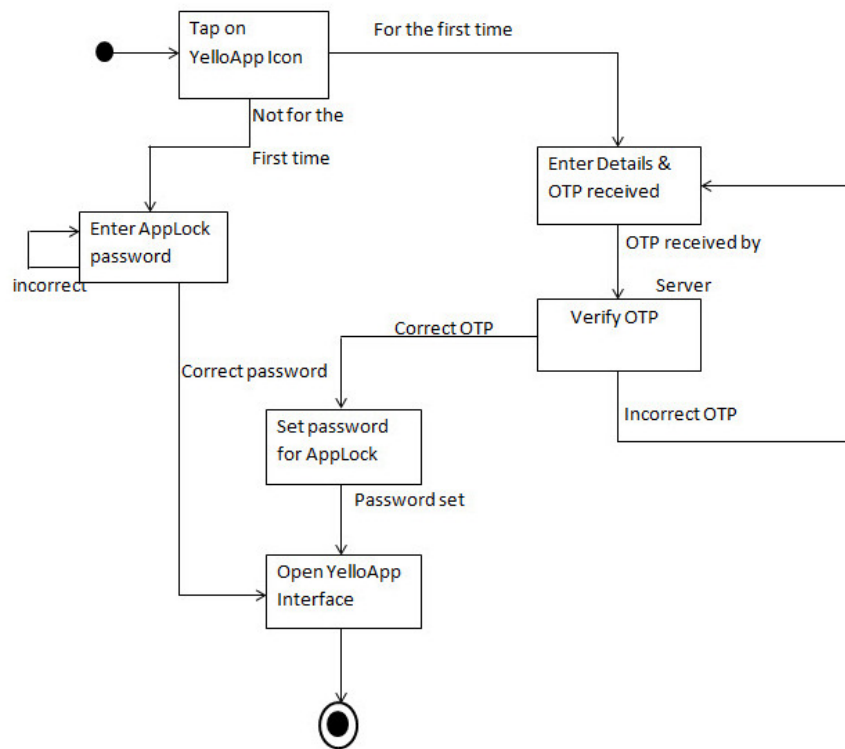 Tap on
YelloApp Icon
For the first time
Not for the
First time
Enter Details &
OTP received
Enter AppLock
password
incorrect
OTP received by
Server
Verify OTP
Correct OTP
Correct password
Incorrect OTP
Set password
for AppLock
Password set
Open YelloApp
Interface